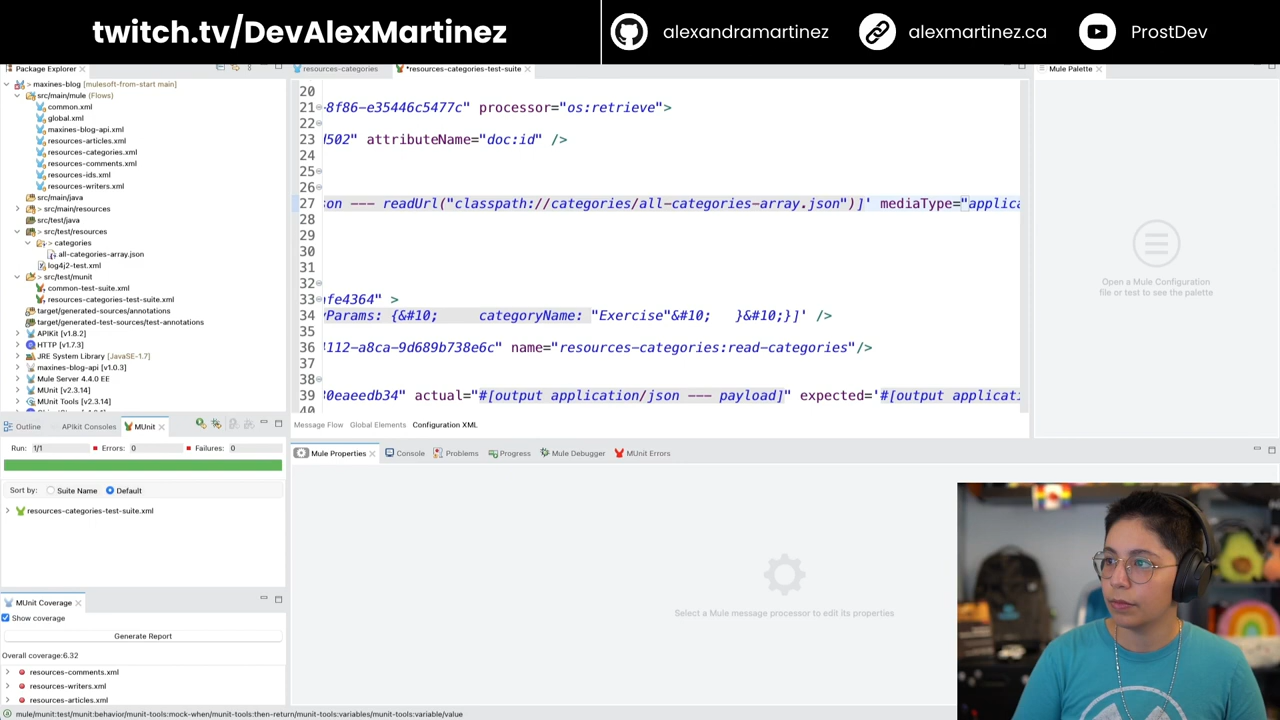 twitch.tv/DevAlexMartinez
alexandramartinez
alexmartinez.ca
ProstDev
Package Explorer
maxines-blog [mulesoft-from-start main]
src/main/mule (Flows)
common.xml
global.xml
maxines-blog-api.xml
resources-articles.xml
resources-categories.xml
resources-comments.xml
resources-ids.xml
resources-writers.xml
src/main/java
src/main/resources
src/test/java
src/test/resources
categories
all-categories-array.json
log4j2-test.xml
src/test/munit
common-test-suite.xml
resources-categories-test-suite.xml
target/generated-sources/annotations
target/generated-test-sources/test-annotations
APIKit [v1.8.2]
HTTP [v1.7.3]
JRE System Library [JavaSE-1.7]
maxines-blog-api [v1.0.3]
Mule Server 4.4.0 EE
MUnit [v2.3.14]
MUnit Tools [v2.3.14]
resources-categories
*resources-categories-test-suite
20
21 8f86-e35446c5477c" processor="os:retrieve">
22
23 d502" attributeName="doc:id" />
24
25
26
27 son --- readUrl("classpath://categories/all-categories-array.json")]' mediaType="applica
28
29
30
31
32
33 afe4364" >
34 yParams: {&#10; categoryName: "Exercise"&#10; }&#10;}]' />
35
36 4112-a8ca-9d689b738e6c" name="resources-categories:read-categories"/>
37
38
39 80eaeedb34" actual="#[output application/json --- payload]" expected='#[output applicati
40
Message Flow
Global Elements
Configuration XML
Mule Palette
Open a Mule Configuration
file or test to see the palette
Outline
APIkit Consoles
MUnit
Run: 1/1
Errors: 0
Failures: 0
Sort by:
Suite Name
Default
resources-categories-test-suite.xml
MUnit Coverage
Show coverage
Generate Report
Overall coverage:6.32
resources-comments.xml
resources-writers.xml
resources-articles.xml
Mule Properties
Console
Problems
Progress
Mule Debugger
MUnit Errors
Select a Mule message processor to edit its properties
mule/munit:test/munit:behavior/munit-tools:mock-when/munit-tools:then-return/munit-tools:variables/munit-tools:variable/value